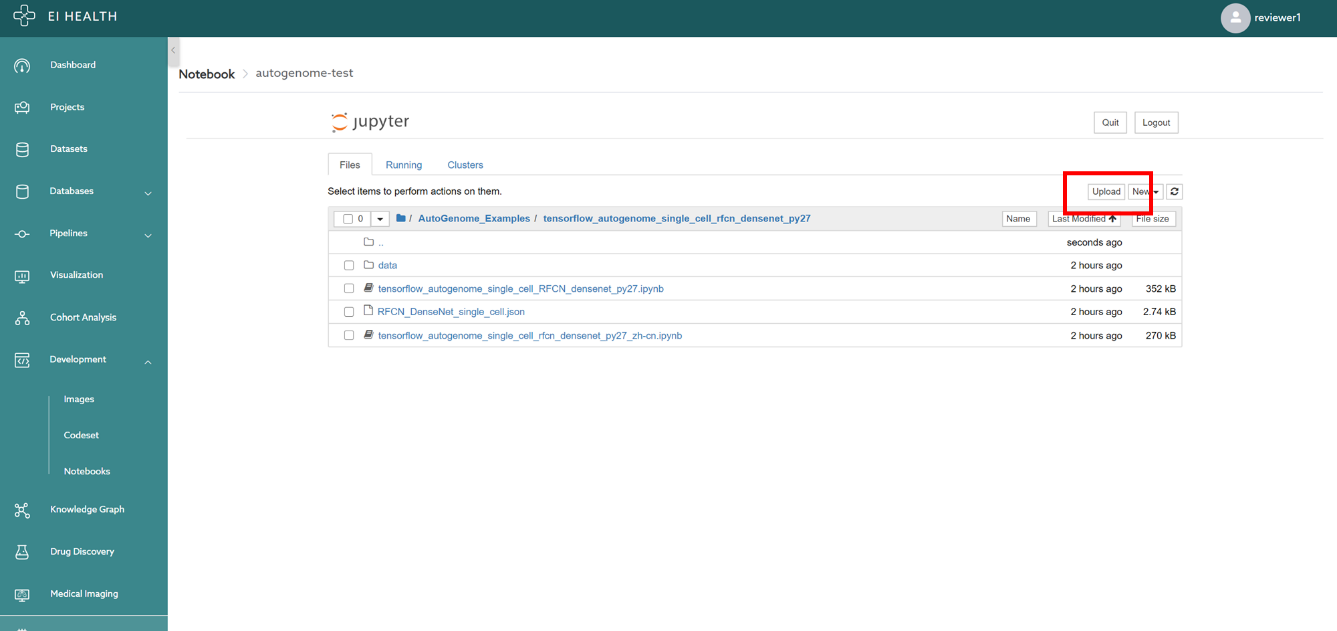 EI HEALTH
reviewer1
Dashboard
Projects
Datasets
Databases
Pipelines
Visualization
Cohort Analysis
Development
Images
Codeset
Notebooks
Knowledge Graph
Drug Discovery
Medical Imaging
Notebook > autogenome-test
jupyter
Quit Logout
Files Running Clusters
Select items to perform actions on them.
Upload New
0 / AutoGenome_Examples / tensorflow_autogenome_single_cell_rfcn_densenet_py27 Name Last Modified File size
.. seconds ago
data 2 hours ago
tensorflow_autogenome_single_cell_RFCN_densenet_py27.ipynb 2 hours ago 352 kB
RFCN_DenseNet_single_cell.json 2 hours ago 2.74 kB
tensorflow_autogenome_single_cell_rfcn_densenet_py27_zh-cn.ipynb 2 hours ago 270 kB